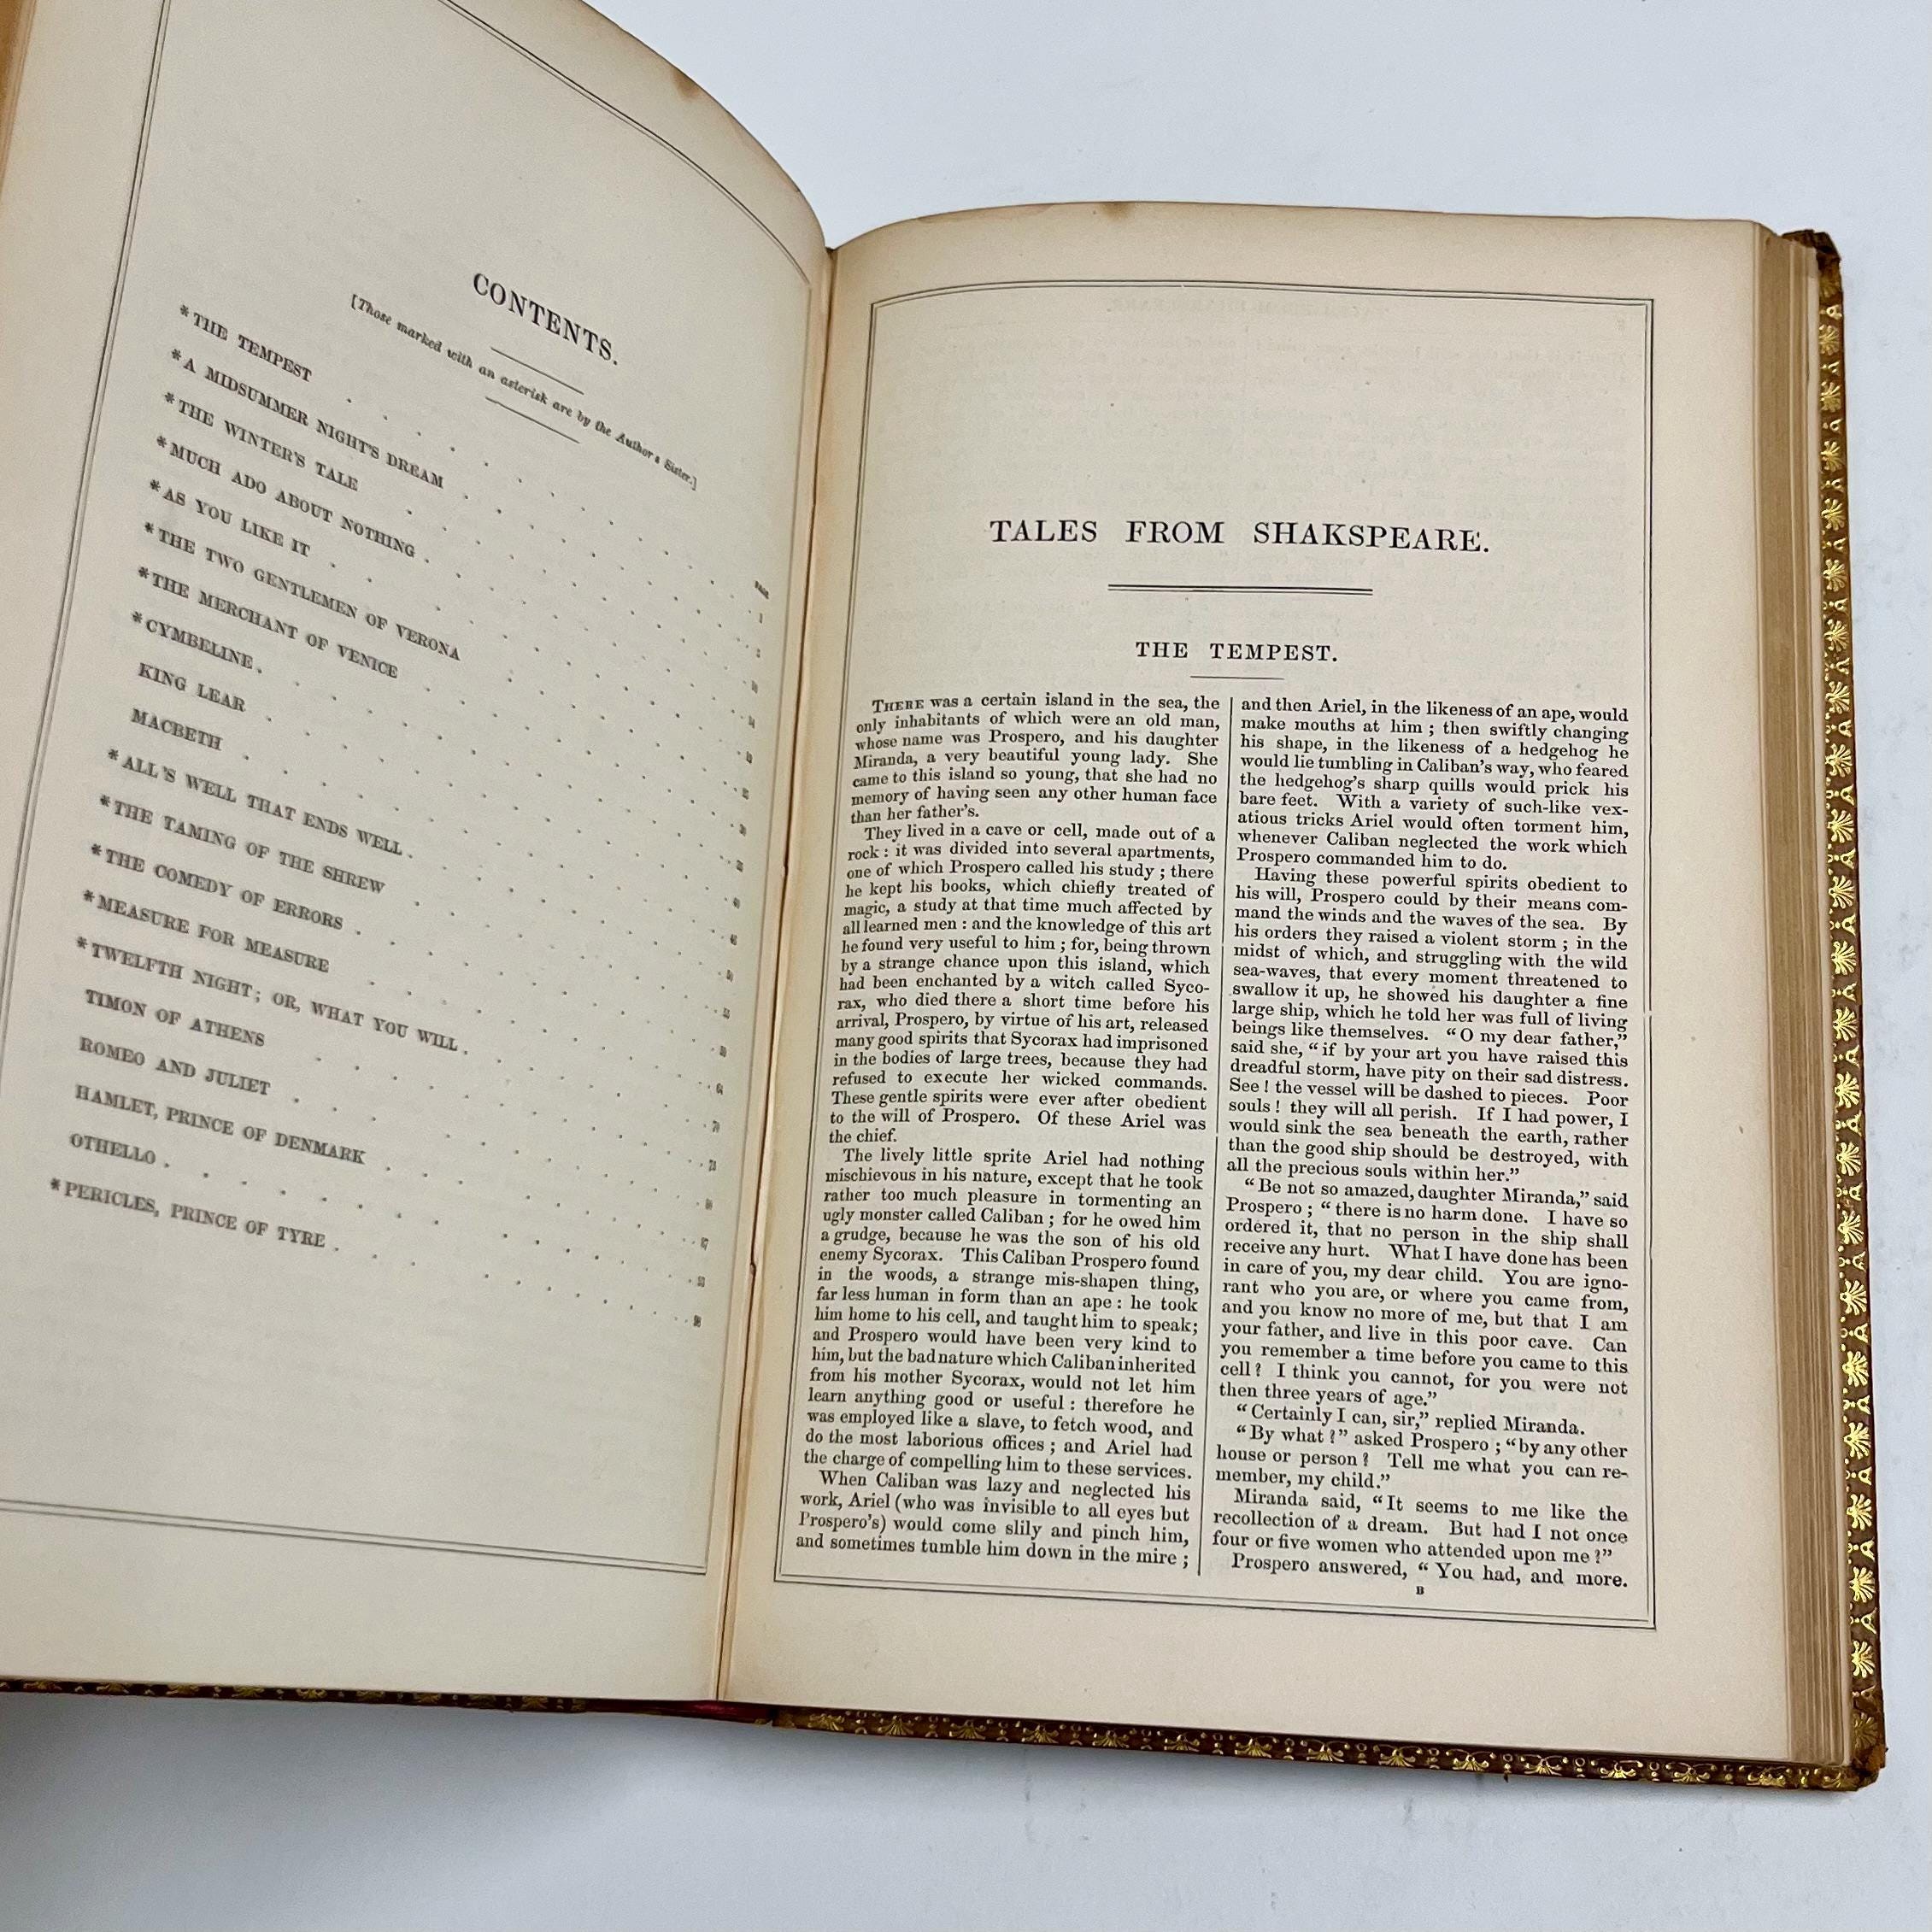 CONTENTS.
[Those marked with an asterisk are by the Author's Sister.]
PAGE
*THE TEMPEST
*A MIDSUMMER NIGHT'S DREAM
*THE WINTER'S TALE
*MUCH ADO ABOUT NOTHING
*AS YOU LIKE IT
*THE TWO GENTLEMEN OF VERONA
*THE MERCHANT OF VENICE
*CYMBELINE
KING LEAR
MACBETH
*ALL'S WELL THAT ENDS WELL
*THE TAMING OF THE SHREW
*THE COMEDY OF ERRORS
*MEASURE FOR MEASURE
*TWELFTH NIGHT; OR, WHAT YOU WILL
TIMON OF ATHENS
ROMEO AND JULIET
HAMLET, PRINCE OF DENMARK
OTHELLO
*PERICLES, PRINCE OF TYRE
TALES FROM SHAKSPEARE.
THE TEMPEST.
THERE was a certain island in the sea, the
only inhabitants of which were an old man,
whose name was Prospero, and his daughter
Miranda, a very beautiful young lady. She
came to this island so young, that she had no
memory of having seen any other human face
than her father's.
They lived in a cave or cell, made out of a
rock : it was divided into several apartments,
one of which Prospero called his study ; there
he kept his books, which chiefly treated of
magic, a study at that time much affected by
all learned men : and the knowledge of this art
he found very useful to him ; for, being thrown
by a strange chance upon this island, which
had been enchanted by a witch called Syco-
rax, who died there a short time before his
arrival, Prospero, by virtue of his art, released
many good spirits that Sycorax had imprisoned
in the bodies of large trees, because they had
refused to execute her wicked commands.
These gentle spirits were ever after obedient
to the will of Prospero. Of these Ariel was
the chief.
The lively little sprite Ariel had nothing
mischievous in his nature, except that he took
rather too much pleasure in tormenting an
ugly monster called Caliban ; for he owed him
a grudge, because he was the son of his old
enemy Sycorax. This Caliban Prospero found
in the woods, a strange mis-shapen thing,
far less human in form than an ape : he took
him home to his cell, and taught him to speak;
and Prospero would have been very kind to
him, but the bad nature which Caliban inherited
from his mother Sycorax, would not let him
learn anything good or useful : therefore he
was employed like a slave, to fetch wood, and
do the most laborious offices ; and Ariel had
the charge of compelling him to these services.
When Caliban was lazy and neglected his
work, Ariel (who was invisible to all eyes but
Prospero's) would come slily and pinch him,
and sometimes tumble him down in the mire ;
and then Ariel, in the likeness of an ape, would
make mouths at him ; then swiftly changing
his shape, in the likeness of a hedgehog he
would lie tumbling in Caliban's way, who feared
the hedgehog's sharp quills would prick his
bare feet. With a variety of such-like vex-
atious tricks Ariel would often torment him,
whenever Caliban neglected the work which
Prospero commanded him to do.
Having these powerful spirits obedient to
his will, Prospero could by their means com-
mand the winds and the waves of the sea. By
his orders they raised a violent storm ; in the
midst of which, and struggling with the wild
sea-waves, that every moment threatened to
swallow it up, he showed his daughter a fine
large ship, which he told her was full of living
beings like themselves. "O my dear father,"
said she, "if by your art you have raised this
dreadful storm, have pity on their sad distress.
See ! the vessel will be dashed to pieces. Poor
souls ! they will all perish. If I had power, I
would sink the sea beneath the earth, rather
than the good ship should be destroyed, with
all the precious souls within her."
"Be not so amazed, daughter Miranda," said
Prospero ; "there is no harm done. I have so
ordered it, that no person in the ship shall
receive any hurt. What I have done has been
in care of you, my dear child. You are igno-
rant who you are, or where you came from,
and you know no more of me, but that I am
your father, and live in this poor cave. Can
you remember a time before you came to this
cell ? I think you cannot, for you were not
then three years of age."
"Certainly I can, sir," replied Miranda.
"By what ?" asked Prospero ; "by any other
house or person ? Tell me what you can re-
member, my child."
Miranda said, "It seems to me like the
recollection of a dream. But had I not once
four or five women who attended upon me ?"
Prospero answered, "You had, and more.
B